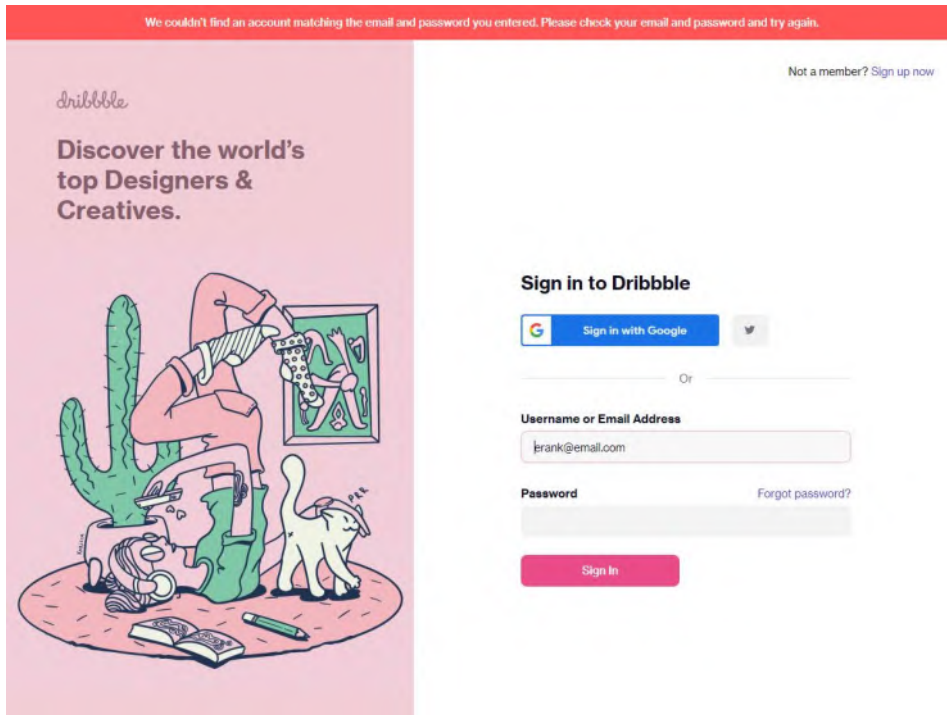 We couldn't find an account matching the email and password you entered. Please check your email and password and try again.
Not a member? Sign up now
dribbble
Discover the world's
top Designers &
Creatives.
Sign in to Dribbble
Sign in with Google
Or
Username or Email Address
erank@email.com
Password Forgot password?
Sign In
PRR